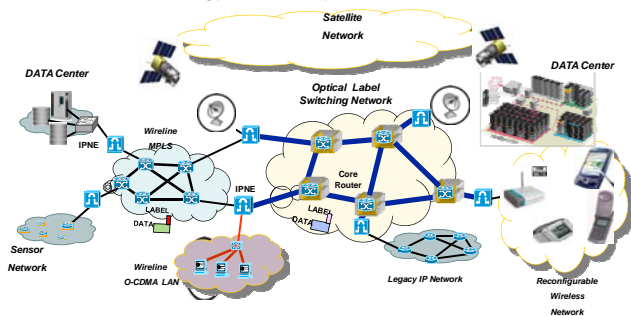 Satellite
Network
DATA Center
DATA Center
Optical Label
Switching Network
Wireline
MPLS
IPNE
IPNE
Core
Router
LABEL
DATA
LABEL
DATA
Sensor
Network
Wireline
O-CDMA LAN
Legacy IP Network
Reconfigurable
Wireless
Network